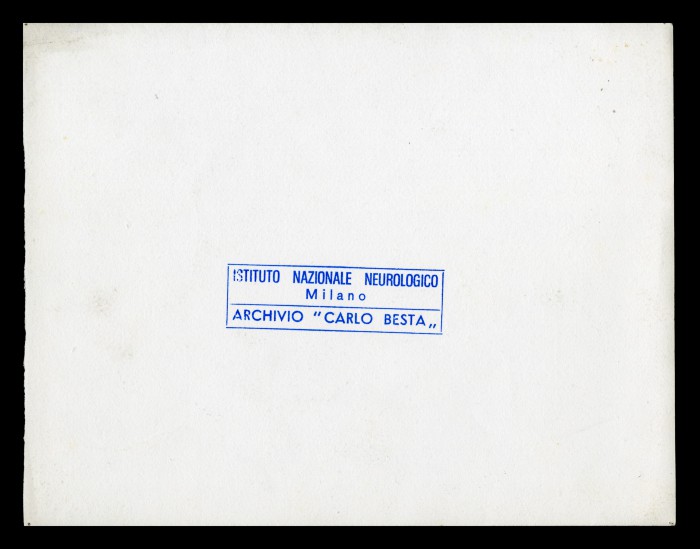 ISTITUTO NAZIONALE NEUROLOGICO
Milano
ARCHIVIO "CARLO BESTA„